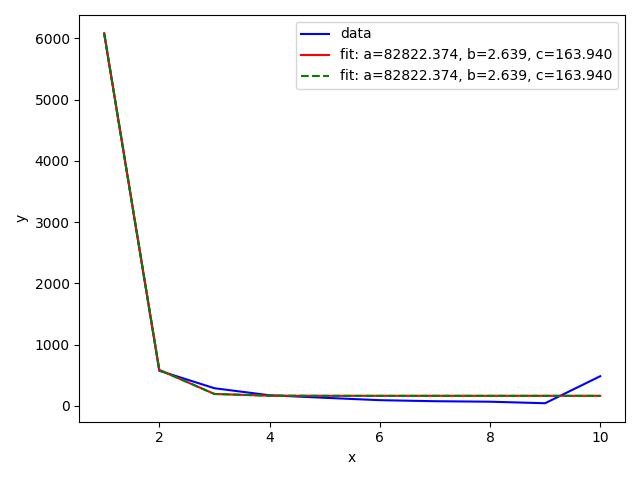 data
fit: a=82822.374, b=2.639, c=163.940
fit: a=82822.374, b=2.639, c=163.940
6000
5000
4000
3000
2000
1000
0
y
2 4 6 8 10
x